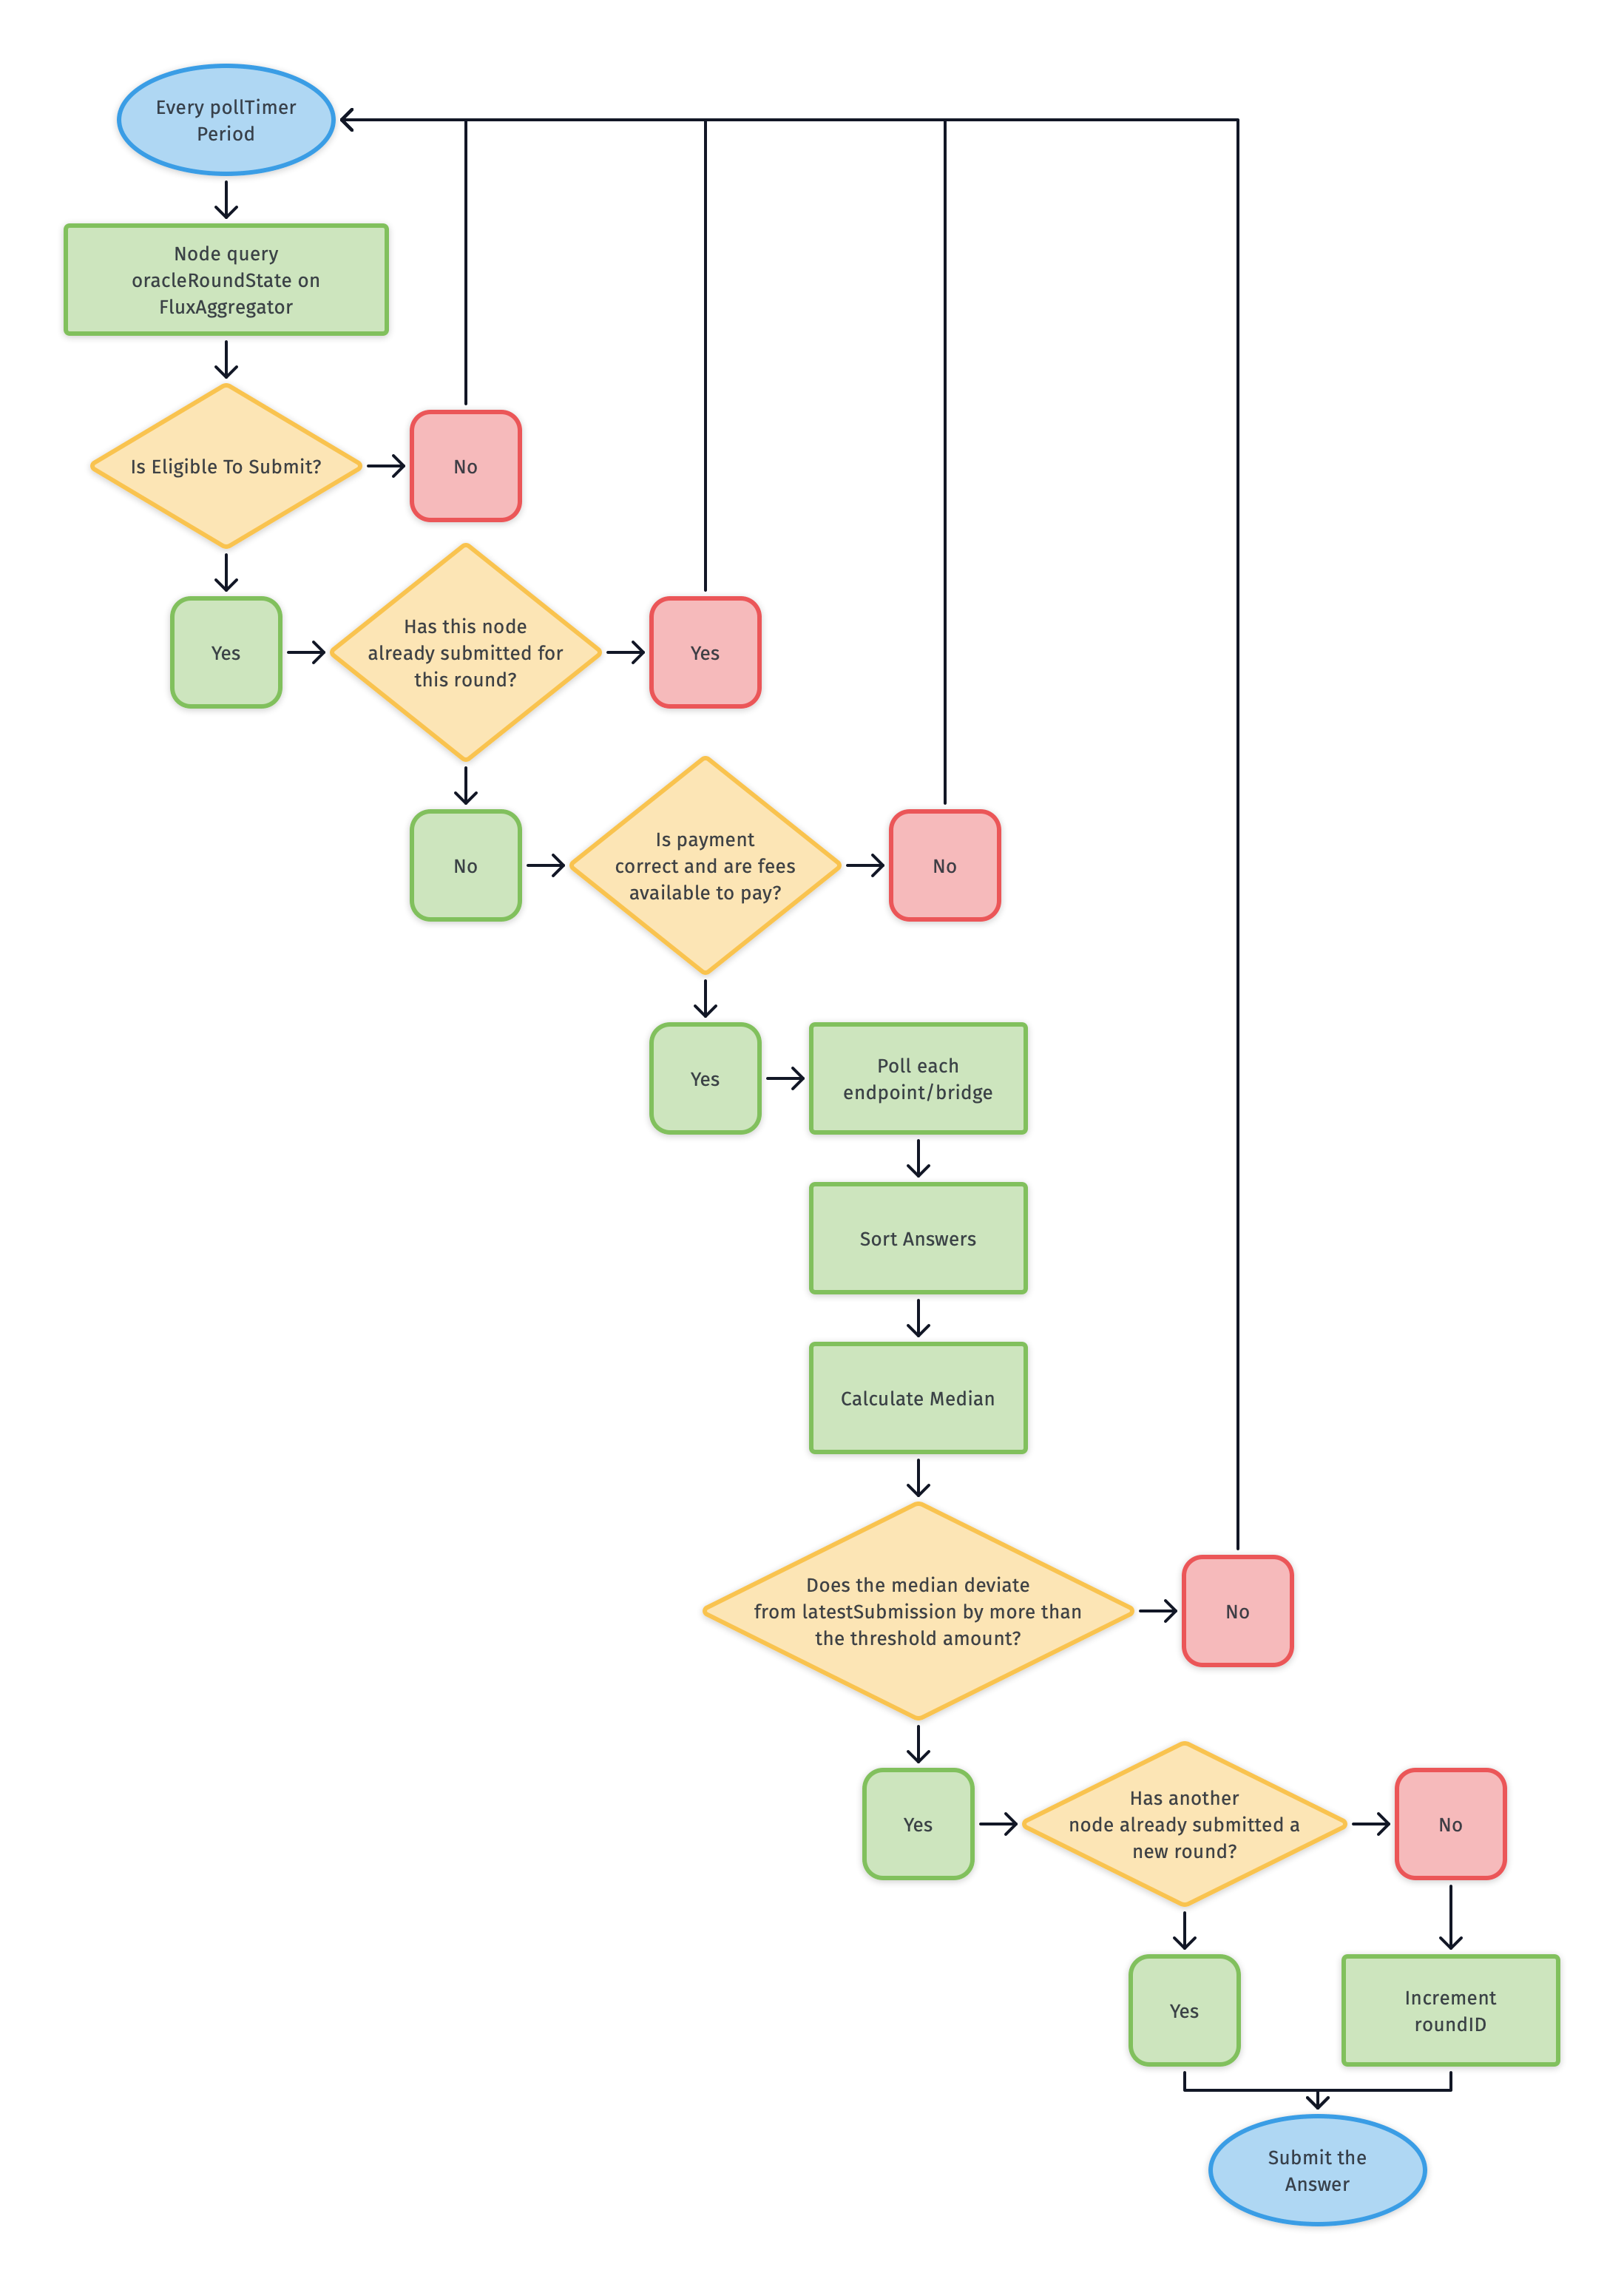 Every pollTimer
Period
Node query
oracleRoundState on
FluxAggregator
Is Eligible To Submit?
No
Yes
Has this node
already submitted for
this round?
Yes
No
Is payment
correct and are fees
available to pay?
No
Yes
Poll each
endpoint/bridge
Sort Answers
Calculate Median
Does the median deviate
from latestSubmission by more than
the threshold amount?
No
Yes
Has another
node already submitted a
new round?
No
Yes
Increment
roundID
Submit the
Answer